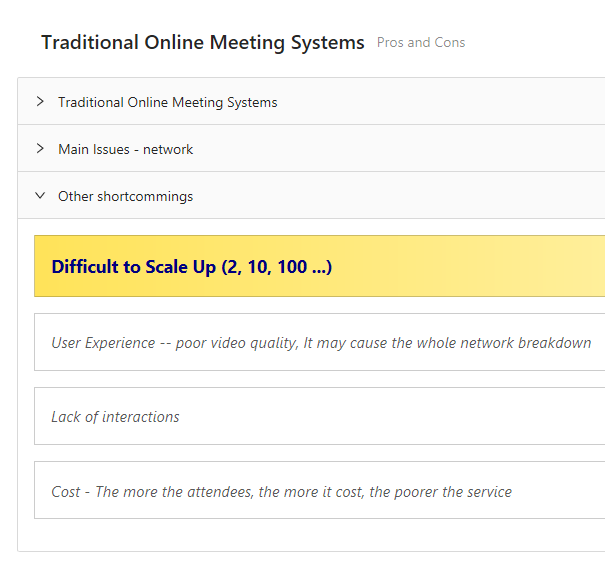 Traditional Online Meeting Systems Pros and Cons
Traditional Online Meeting Systems
Main Issues - network
Other shortcommings
Difficult to Scale Up (2, 10, 100 ...)
User Experience -- poor video quality, It may cause the whole network breakdown
Lack of interactions
Cost - The more the attendees, the more it cost, the poorer the service